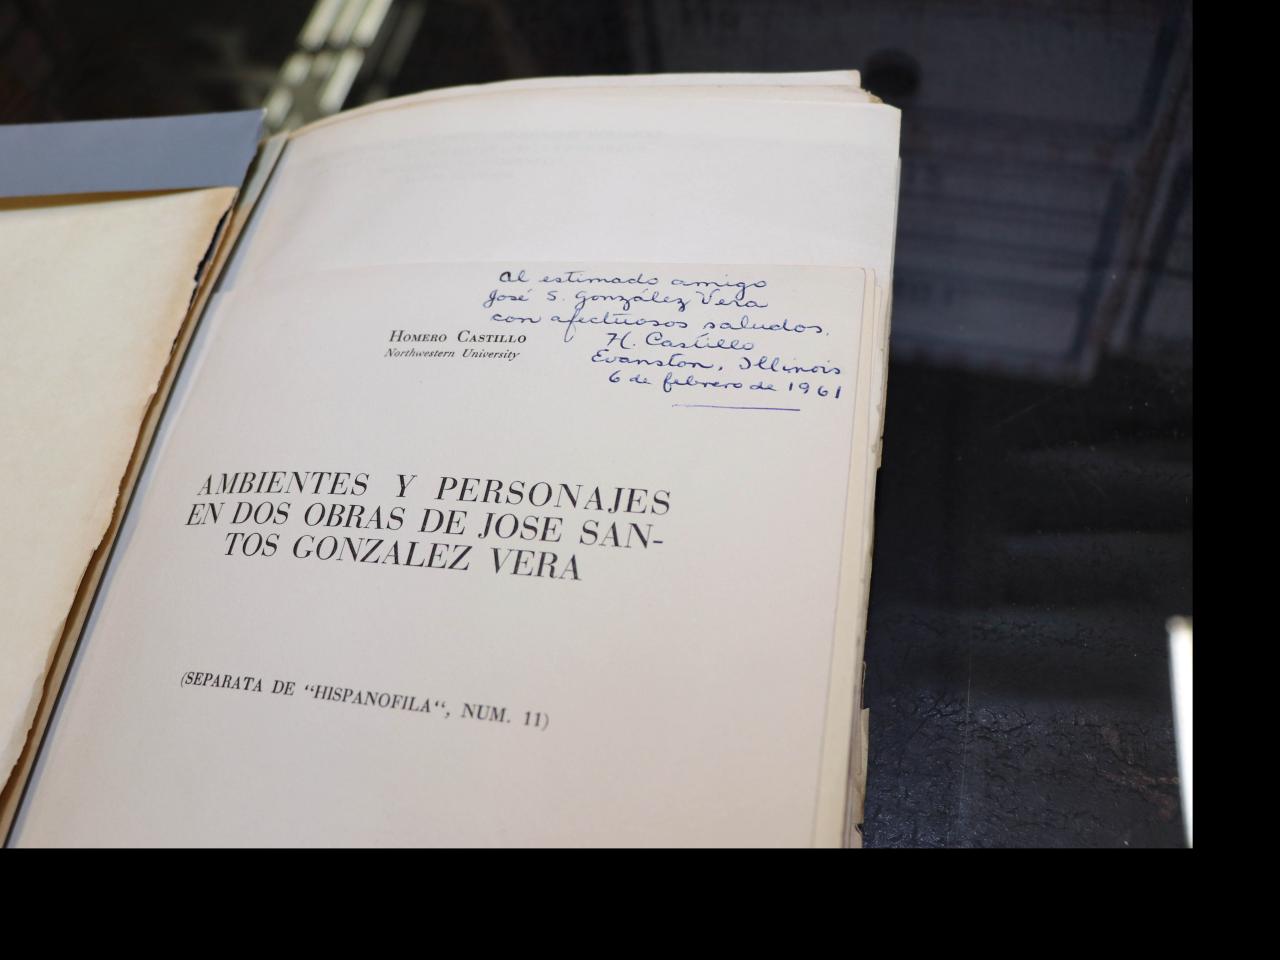 al estimado amigo
José S. González Vera
con afectuosos saludos.
H. Castillo
Evanston, Illinois
6 de febrero de 1961
HOMERO CASTILLO
Northwestern University
AMBIENTES Y PERSONAJES
EN DOS OBRAS DE JOSE SAN-
TOS GONZALEZ VERA
(SEPARATA DE “HISPANOFILA“, NUM. 11)